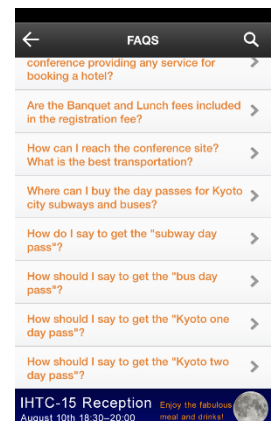 FAQS
conference providing any service for
booking a hotel?
Are the Banquet and Lunch fees included
in the registration fee?
How can I reach the conference site?
What is the best transportation?
Where can I buy the day passes for Kyoto
city subways and buses?
How do I say to get the "subway day
pass"?
How should I say to get the "bus day
pass"?
How should I say to get the "Kyoto one
day pass"?
How should I say to get the "Kyoto two
day pass"?
IHTC-15 Reception Enjoy the fabulous
August 10th 18:30–20:00 meal and drinks!